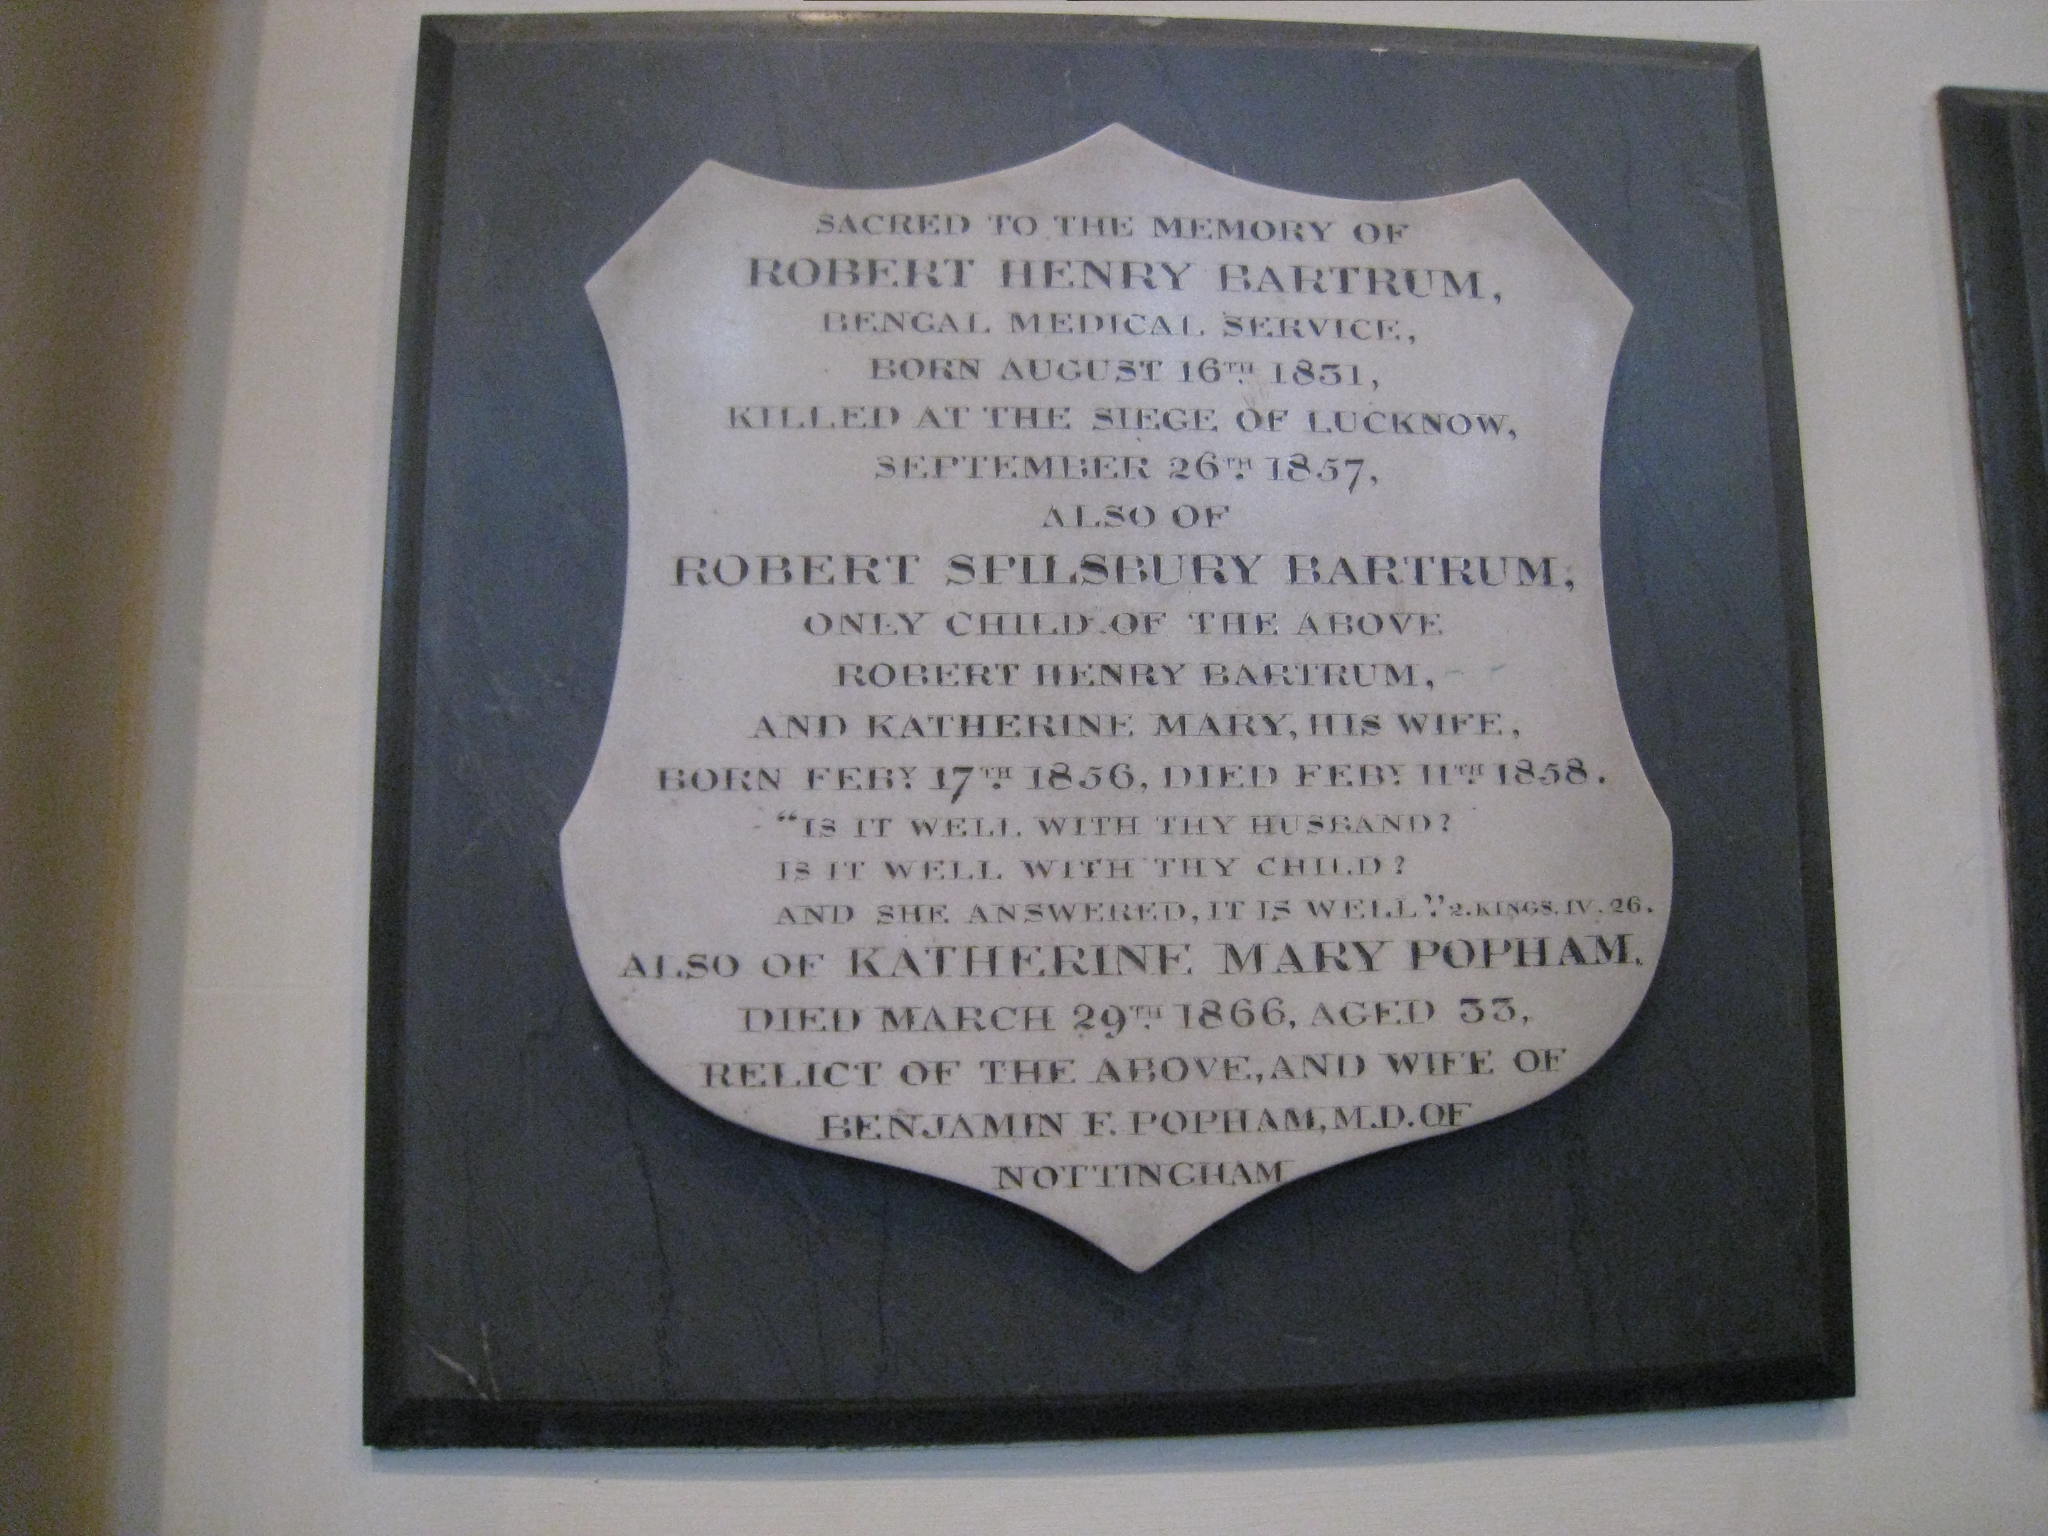 SACRED TO THE MEMORY OF
ROBERT HENRY BARTRUM,
BENGAL MEDICAL SERVICE,
BORN AUGUST 16TH 1831,
KILLED AT THE SIEGE OF LUCKNOW,
SEPTEMBER 26TH 1857,
ALSO OF
ROBERT SPILSBURY BARTRUM,
ONLY CHILD OF THE ABOVE
ROBERT HENRY BARTRUM,
AND KATHERINE MARY, HIS WIFE,
BORN FEBY 17TH 1856, DIED FEBY 11TH 1858.
"IS IT WELL WITH THY HUSBAND?
IS IT WELL WITH THY CHILD?
AND SHE ANSWERED, IT IS WELL". 2. KINGS. IV. 26.
ALSO OF KATHERINE MARY POPHAM,
DIED MARCH 29TH 1866, AGED 33,
RELICT OF THE ABOVE, AND WIFE OF
BENJAMIN F. POPHAM, M.D. OF
NOTTINGHAM